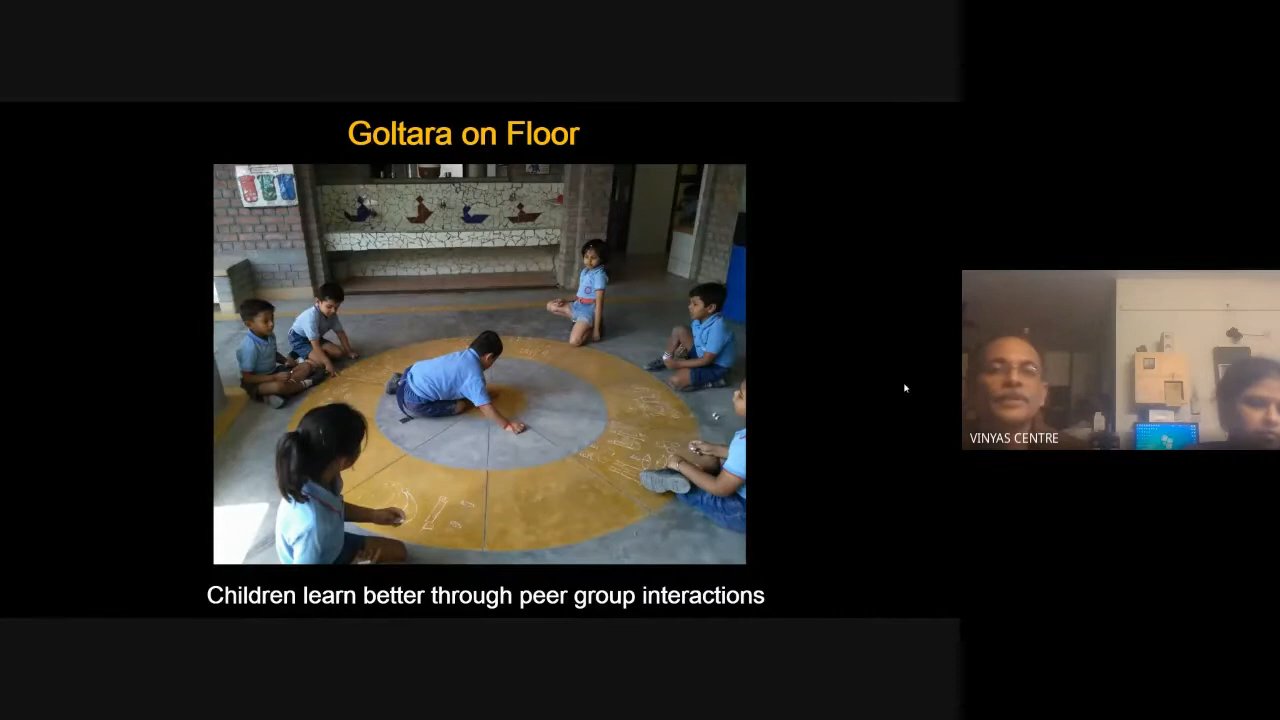 Goltara on Floor
Children learn better through peer group interactions
VINYAS CENTRE